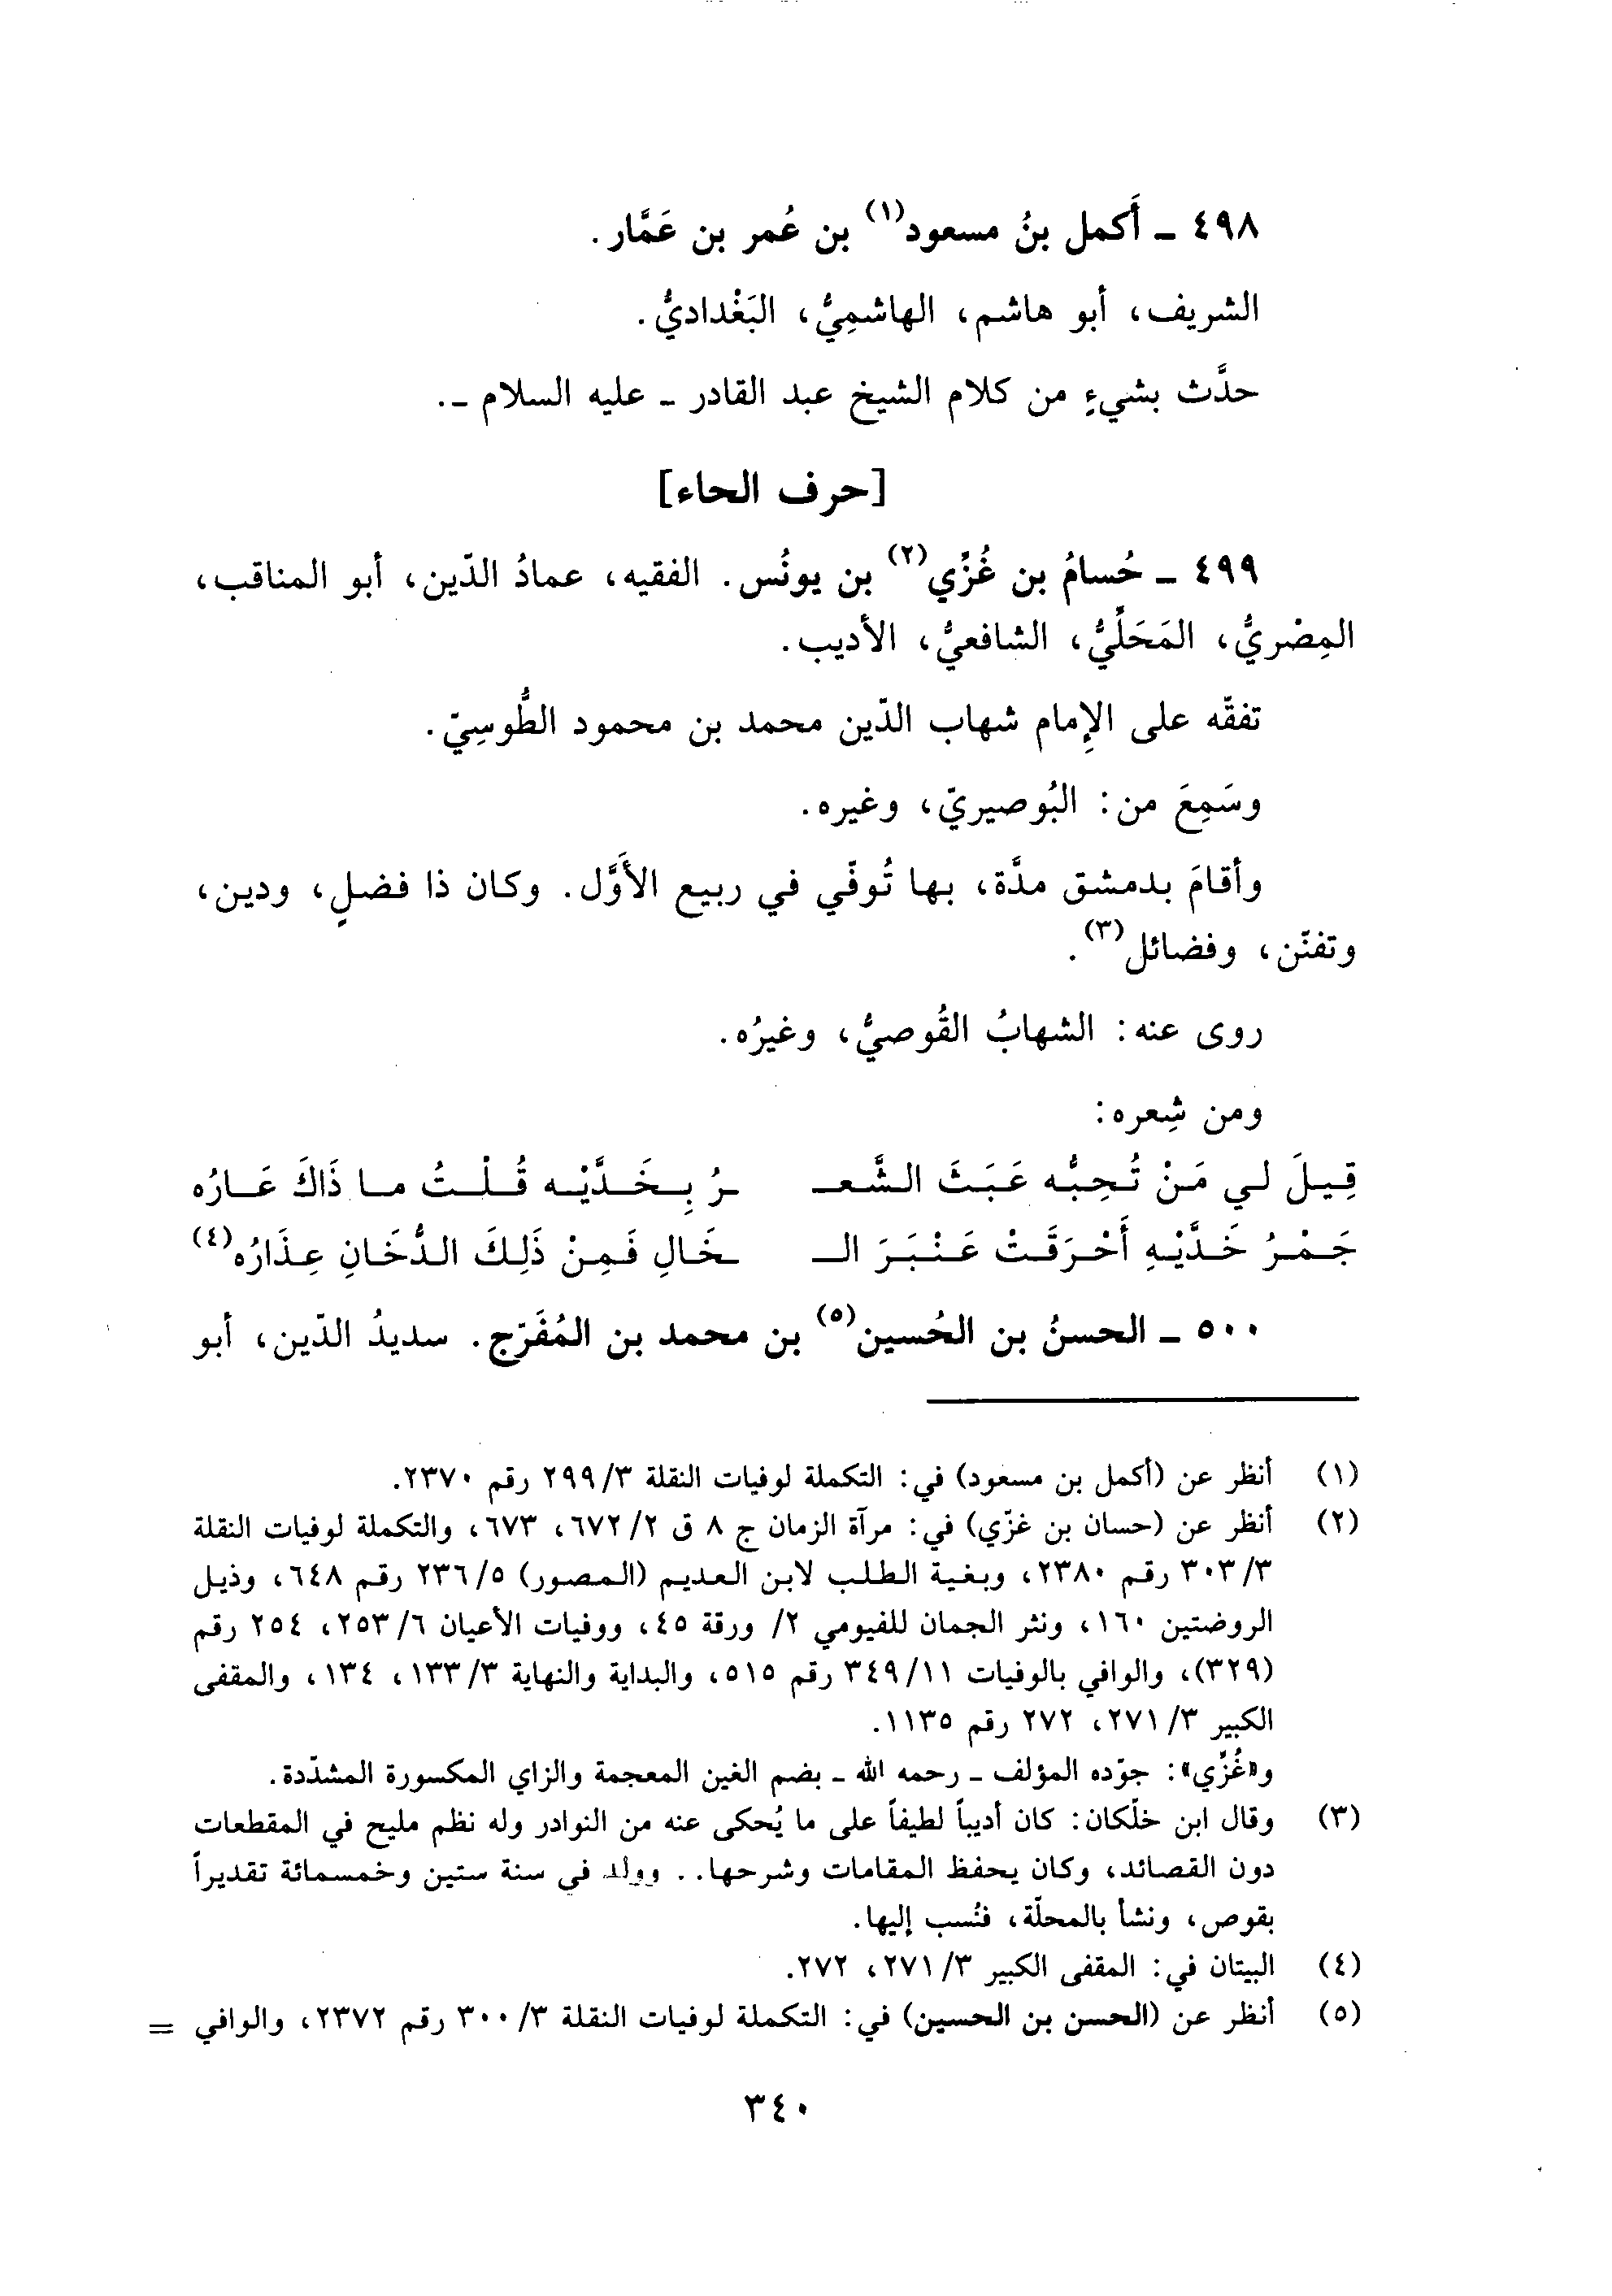 ٤٩٨ ـ أَكمل بنُ مسعود(١) بن عُمر بن عَمَّار.
الشريف، أبو هاشم، الهاشمِيُّ، البَغْداديُّ.
حدَّث بشيءٍ من كلام الشيخ عبد القادر ـ عليه السلام ـ.
[حرف الحاء]
٤٩٩ ـ حُسامُ بن غُزِّي(٢) بن يونُس. الفقيه، عمادُ الدّين، أبو المناقب،
المِصْريُّ، المَحَلِّيُّ، الشافعيُّ، الأديب.
تفقّه على الإِمام شهاب الدّين محمد بن محمود الطُّوسِيّ.
وسَمِعَ من: البُوصيريّ، وغيره.
وأقامَ بدمشق مدَّة، بها تُوفّي في ربيع الأَوَّل. وكان ذا فضلٍ، ودين،
وتفنّن، وفضائل(٣).
روى عنه: الشهابُ القُوصيُّ، وغيرُه.
ومن شِعره:
قِيلَ لي مَنْ تُحِبُّه عَبَثَ الشَّعـ ـرُ بِخَدَّيْه قُلْتُ ما ذَاكَ عَارُه
جَمْرُ خَدَّيْهِ أَحْرَقَتْ عَنْبَرَ الـ ـخَالِ فَمِنْ ذَلِكَ الدُّخَانِ عِذَارُه(٤)
٥٠٠ ـ الحسنُ بن الحُسين(٥) بن محمد بن المُفَرّج. سديدُ الدّين، أبو
(١) أنظر عن (أكمل بن مسعود) في: التكملة لوفيات النقلة ٣/٢٩٩ رقم ٢٣٧٠.
(٢) أنظر عن (حسان بن غزّي) في: مرآة الزمان ج ٨ ق ٢/ ٦٧٢، ٦٧٣، والتكملة لوفيات النقلة
٣/٣٠٣ رقم ٢٣٨٠، وبغية الطلب لابن العديم (المصور) ٥/٢٣٦ رقم ٦٤٨، وذيل
الروضتين ١٦٠، ونثر الجمان للفيومي ٢/ ورقة ٤٥، ووفيات الأعيان ٦/٢٥٣، ٢٥٤ رقم
(٣٢٩)، والوافي بالوفيات ١١/٣٤٩ رقم ٥١٥، والبداية والنهاية ٣/١٣٣، ١٣٤، والمقفى
الكبير ٣/ ٢٧١، ٢٧٢ رقم ١١٣٥.
و«غُزِّي»: جوّده المؤلف ـ رحمه الله ـ بضم الغين المعجمة والزاي المكسورة المشدّدة.
(٣) وقال ابن خلّكان: كان أديباً لطيفاً على ما يُحكى عنه من النوادر وله نظم مليح في المقطعات
دون القصائد، وكان يحفظ المقامات وشرحها.. وولد في سنة ستين وخمسمائة تقديراً
بقوص، ونشأ بالمحلّة، فنُسب إليها.
(٤) البيتان في: المقفى الكبير ٣/ ٢٧١، ٢٧٢.
(٥) أنظر عن (الحسن بن الحسين) في: التكملة لوفيات النقلة ٣/٣٠٠ رقم ٢٣٧٢، والوافي =
٣٤٠